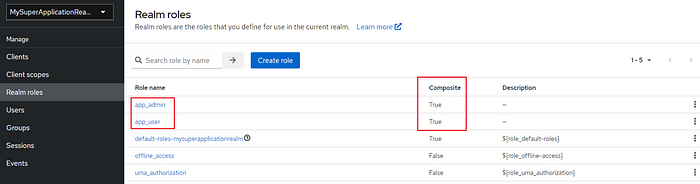 MySuperApplicationRea...
Manage
Clients
Client scopes
Realm roles
Users
Groups
Sessions
Events
Realm roles
Realm roles are the roles that you define for use in the current realm. Learn more
Search role by name
Create role
1 - 5
Role name Composite Description
app_admin True –
app_user True –
default-roles-mysuperapplicationrealm True ${role_default-roles}
offline_access False ${role_offline-access}
uma_authorization False ${role_uma_authorization}